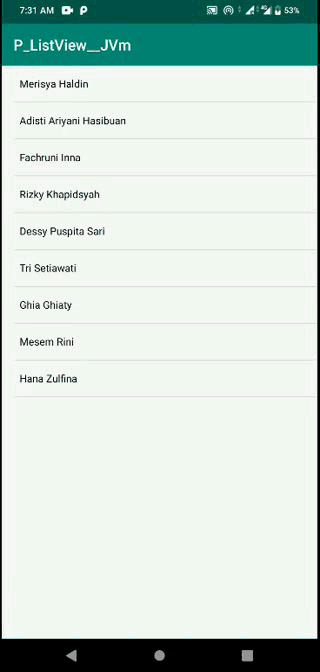 7:31 AM 53%
P_ListView__JVm
Merisya Haldin
Adisti Ariyani Hasibuan
Fachruni Inna
Rizky Khapidsyah
Dessy Puspita Sari
Tri Setiawati
Ghia Ghiaty
Mesem Rini
Hana Zulfina